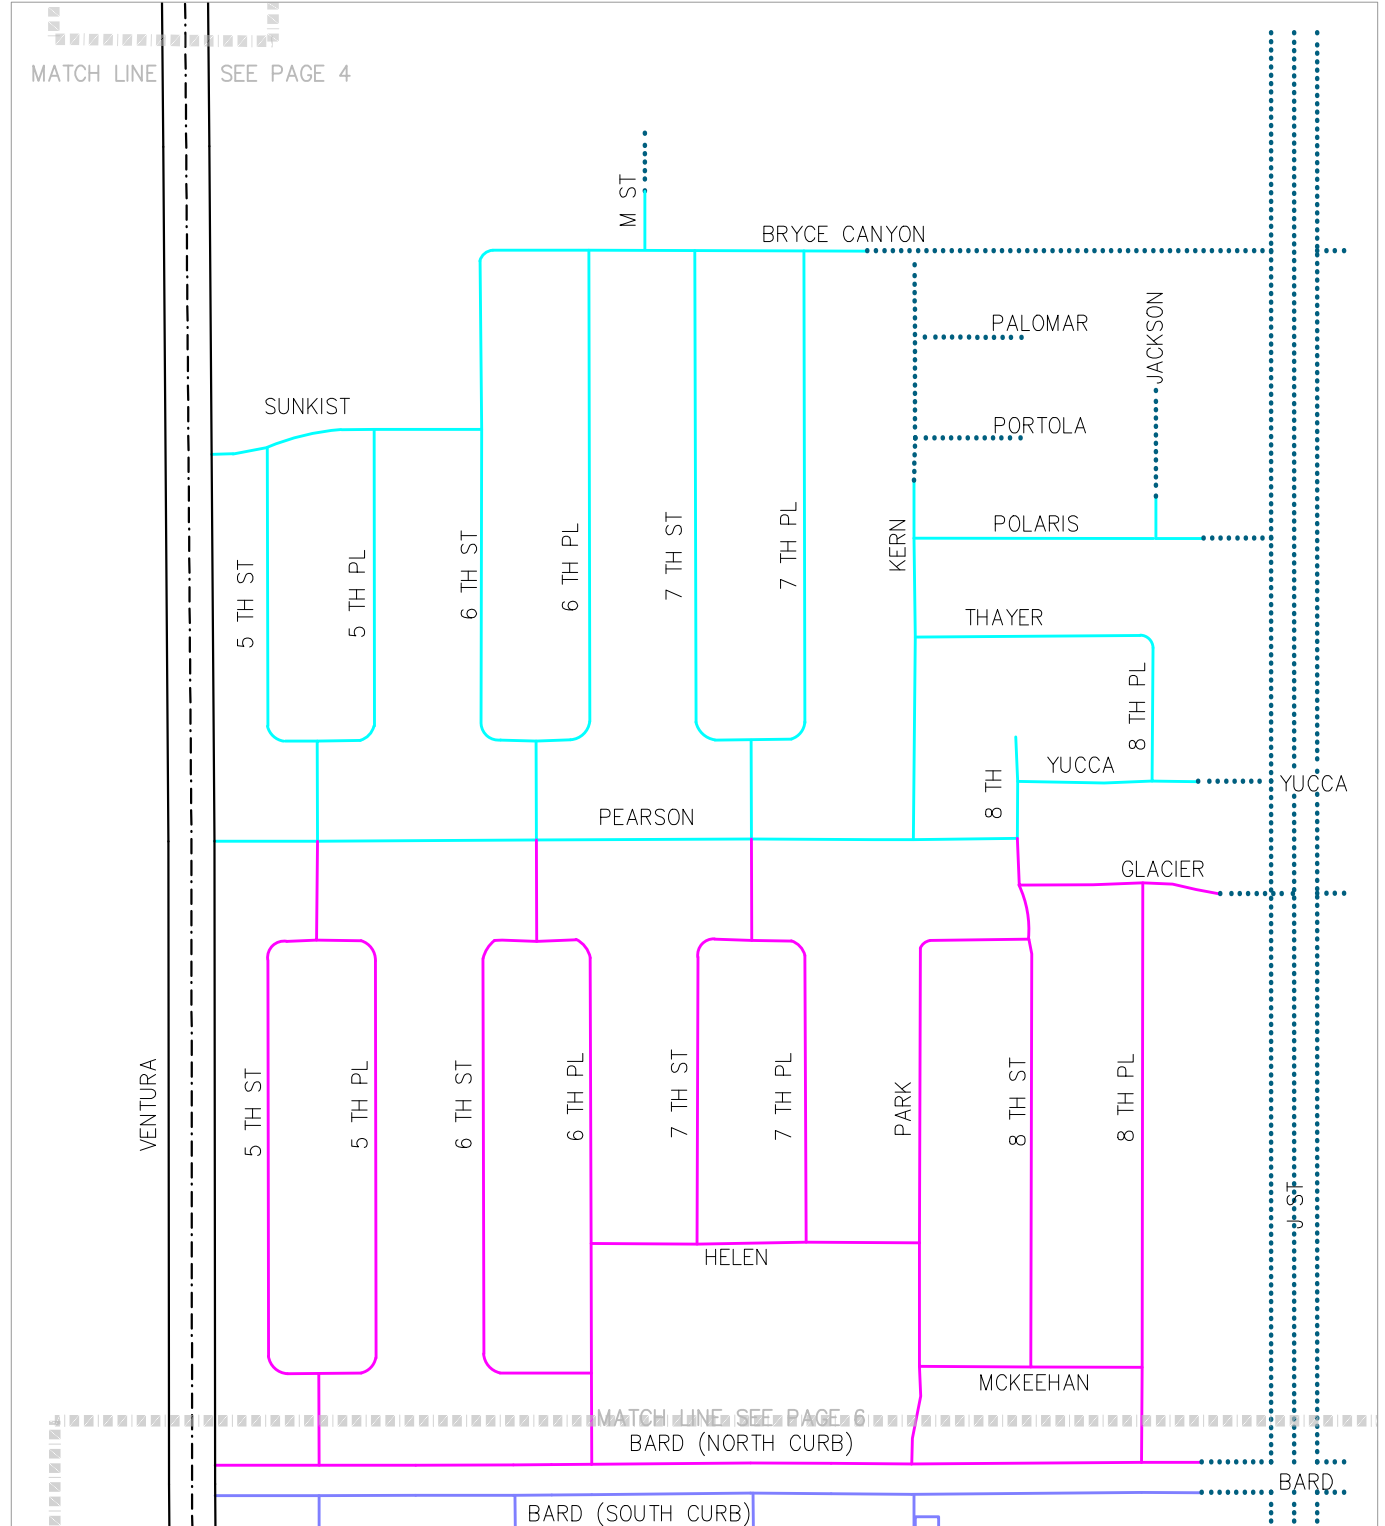 MATCH LINE SEE PAGE 4
M ST
BRYCE CANYON
PALOMAR
JACKSON
SUNKIST
PORTOLA
5 TH ST
5 TH PL
6 TH ST
6 TH PL
7 TH ST
7 TH PL
KERN
POLARIS
THAYER
8 TH PL
8 TH
YUCCA
YUCCA
PEARSON
GLACIER
VENTURA
5 TH ST
5 TH PL
6 TH ST
6 TH PL
7 TH ST
7 TH PL
PARK
8 TH ST
8 TH PL
J ST
HELEN
MCKEEHAN
MATCH LINE SEE PAGE 6
BARD (NORTH CURB)
BARD
BARD (SOUTH CURB)